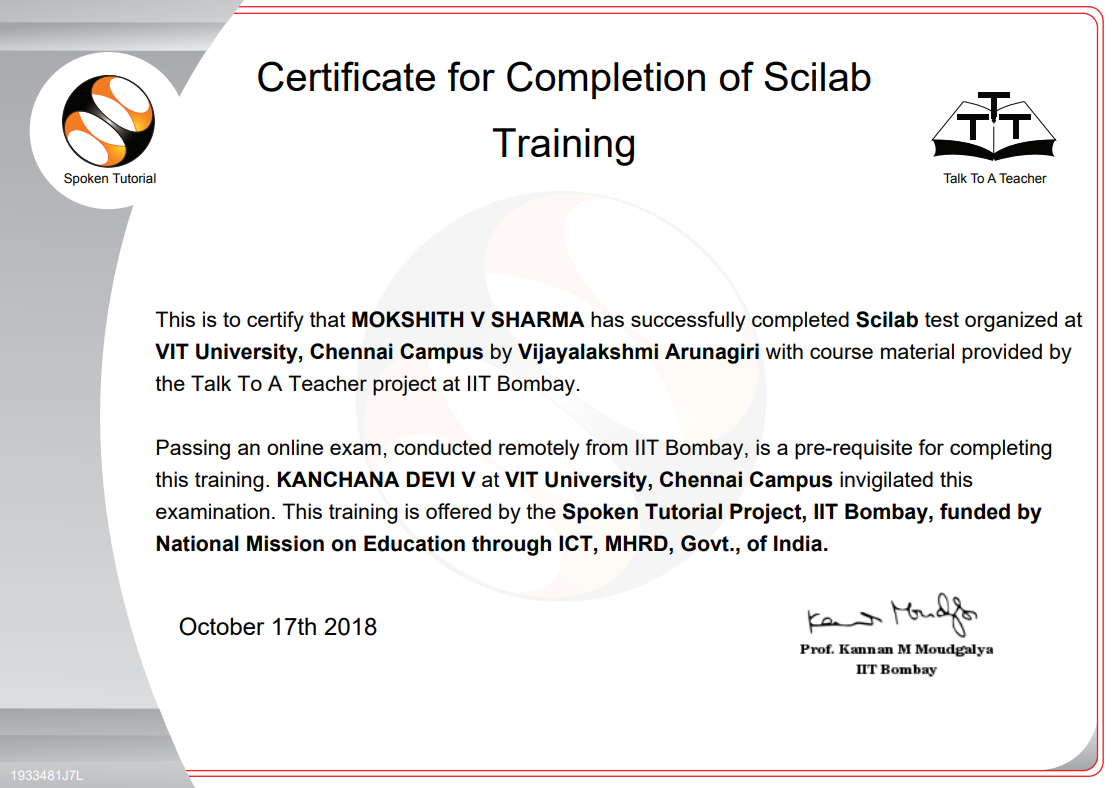 Certificate for Completion of Scilab
Training
Spoken Tutorial
TTT
Talk To A Teacher
This is to certify that MOKSHITH V SHARMA has successfully completed Scilab test organized at
VIT University, Chennai Campus by Vijayalakshmi Arunagiri with course material provided by
the Talk To A Teacher project at IIT Bombay.
Passing an online exam, conducted remotely from IIT Bombay, is a pre-requisite for completing
this training. KANCHANA DEVI V at VIT University, Chennai Campus invigilated this
examination. This training is offered by the Spoken Tutorial Project, IIT Bombay, funded by
National Mission on Education through ICT, MHRD, Govt., of India.
October 17th 2018
Prof. Kannan M Moudgalya
IIT Bombay
1933481J7L